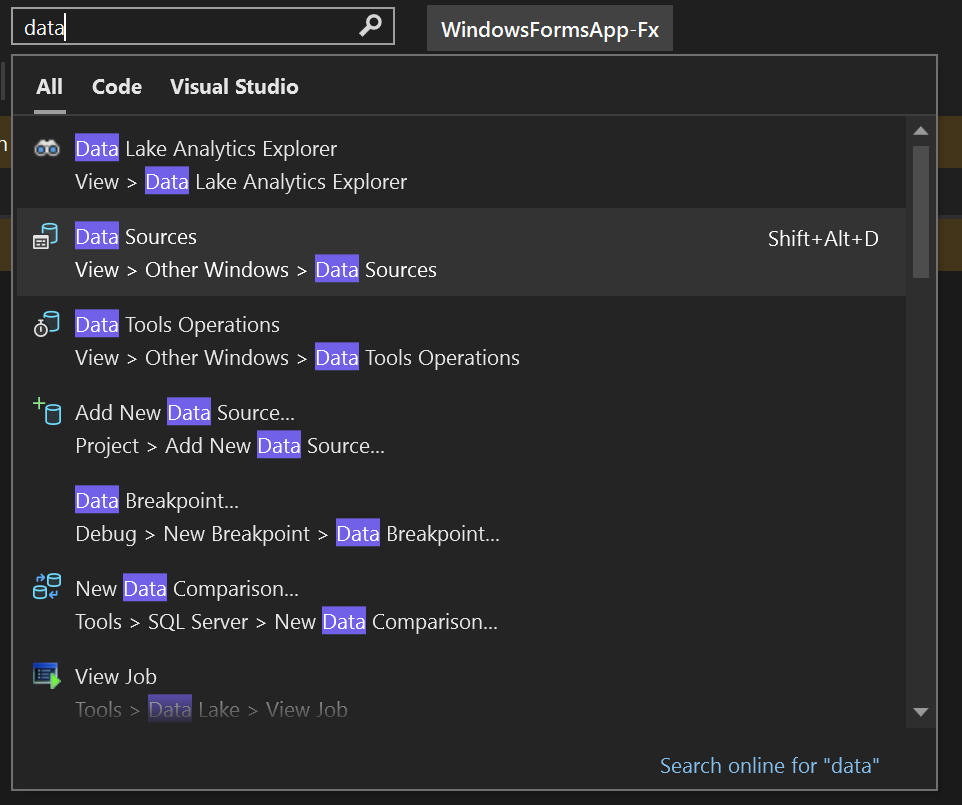 data
WindowsFormsApp-Fx
All Code Visual Studio
n
Data Lake Analytics Explorer
View > Data Lake Analytics Explorer
Data Sources
Shift+Alt+D
View > Other Windows > Data Sources
Data Tools Operations
View > Other Windows > Data Tools Operations
Add New Data Source...
Project > Add New Data Source...
Data Breakpoint...
Debug > New Breakpoint > Data Breakpoint...
New Data Comparison...
Tools > SQL Server > New Data Comparison...
View Job
Tools > Data Lake > View Job
Search online for "data"